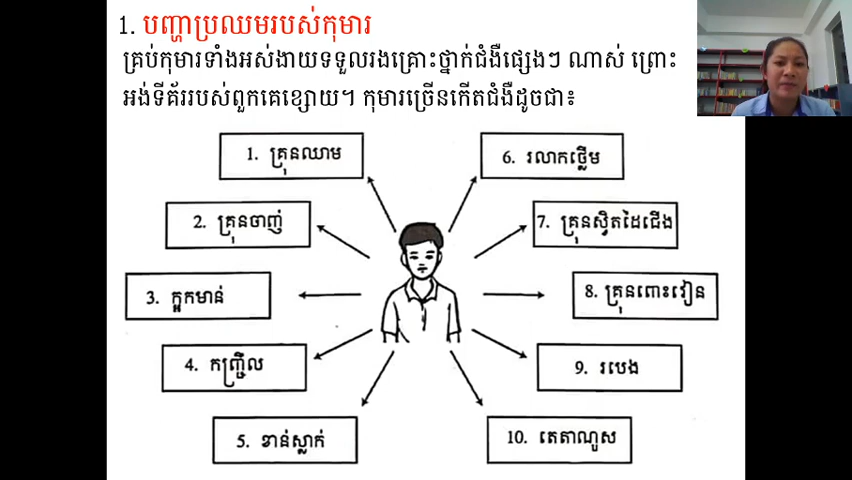 1. បញ្ហាប្រឈមរបស់កុមារ
គ្រប់កុមារទាំងអស់ងាយទទួលរងគ្រោះថ្នាក់ជំងឺផ្សេងៗ ណាស់ ព្រោះ
អង់ទីគ័ររបស់ពួកគេខ្សោយ។ កុមារច្រើនកើតជំងឺដូចជា៖
1. គ្រុនឈាម
2. គ្រុនចាញ់
3. ក្អកមាន់
4. កញ្ជ្រឹល
5. ខាន់ស្លាក់
6. រលាកថ្លើម
7. គ្រុនស្វិតដៃជើង
8. គ្រុនពោះវៀន
9. របេង
10. តេតាណូស